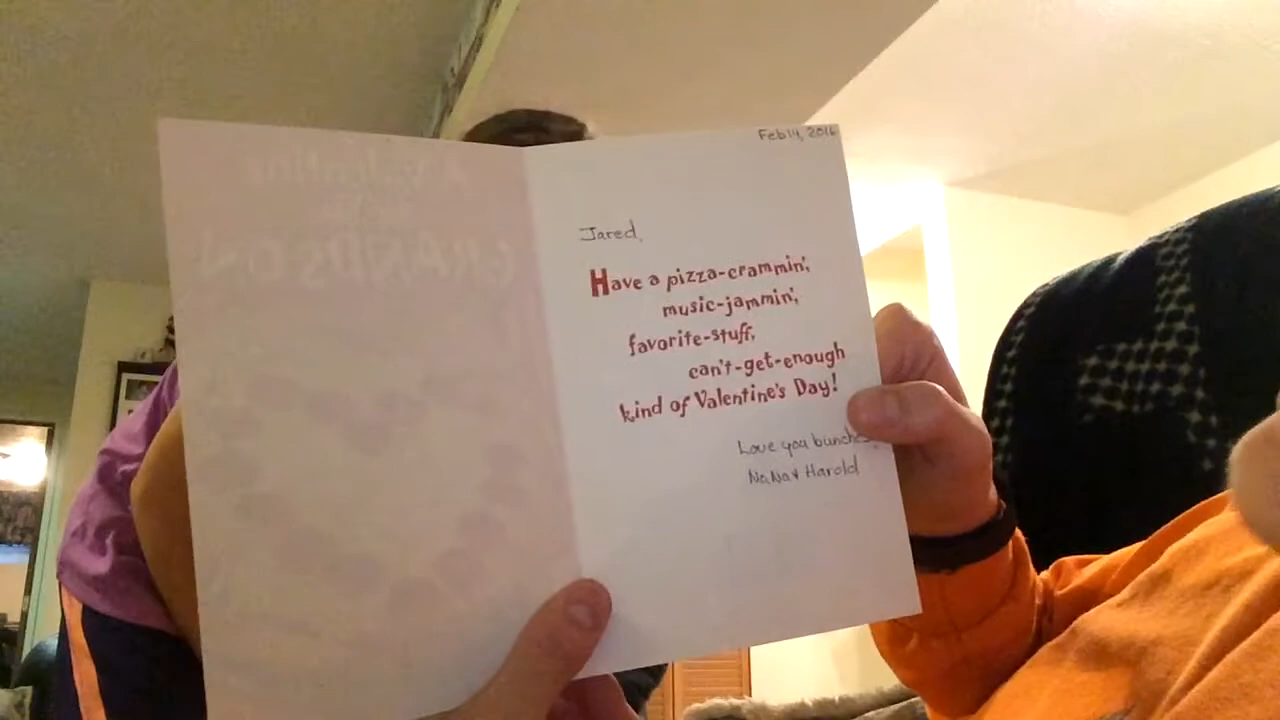 Feb 14, 2016
Jared,
Have a pizza-crammin',
music-jammin',
favorite-stuff,
can't-get-enough
kind of Valentine's Day!
Love you bunches,
NaNa & Harold